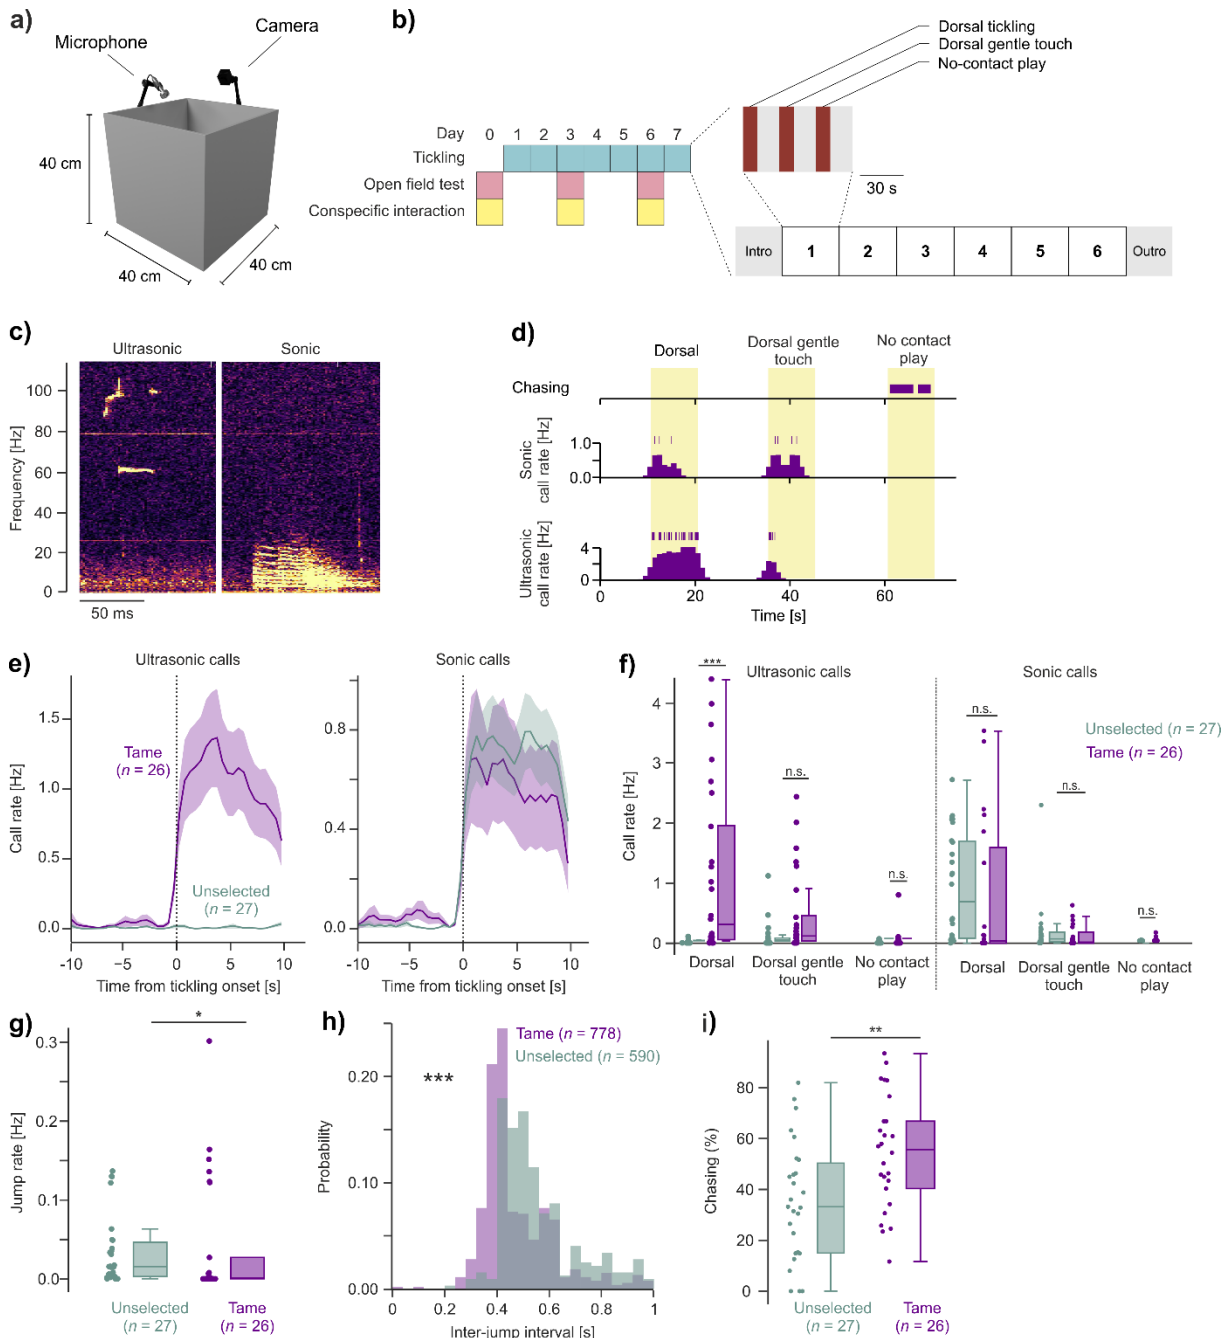 a)
Microphone
Camera
40 cm
40 cm
40 cm
b)
Dorsal tickling
Dorsal gentle touch
No-contact play
Day 0 1 2 3 4 5 6 7
Tickling
Open field test
Conspecific interaction
30 s
Intro 1 2 3 4 5 6 Outro
c)
Ultrasonic Sonic
Frequency [Hz]
100
80
60
40
20
0
50 ms
d)
Dorsal
Dorsal gentle
touch
No contact
play
Chasing
Sonic
call rate [Hz]
1.0
0.0
Ultrasonic
call rate [Hz]
4
0
0 20 40 60
Time [s]
e)
Ultrasonic calls
Call rate [Hz]
1.5
1.0
0.5
0.0
Tame
(n = 26)
Unselected
(n = 27)
-10 -5 0 5 10
Time from tickling onset [s]
Sonic calls
0.8
0.4
0.0
-10 -5 0 5 10
Time from tickling onset [s]
f)
Ultrasonic calls
Sonic calls
Call rate [Hz]
4
3
2
1
0
***
n.s.
n.s.
n.s.
n.s.
n.s.
Unselected (n = 27)
Tame (n = 26)
Dorsal
Dorsal gentle
touch
No contact
play
Dorsal
Dorsal gentle
touch
No contact
play
g)
*
Jump rate [Hz]
0.3
0.2
0.1
0.0
Unselected
(n = 27)
Tame
(n = 26)
h)
Tame (n = 778)
Unselected (n = 590)
***
Probability
0.20
0.10
0.00
0 0.2 0.4 0.6 0.8 1
Inter-jump interval [s]
i)
**
Chasing (%)
80
60
40
20
0
Unselected
(n = 27)
Tame
(n = 26)